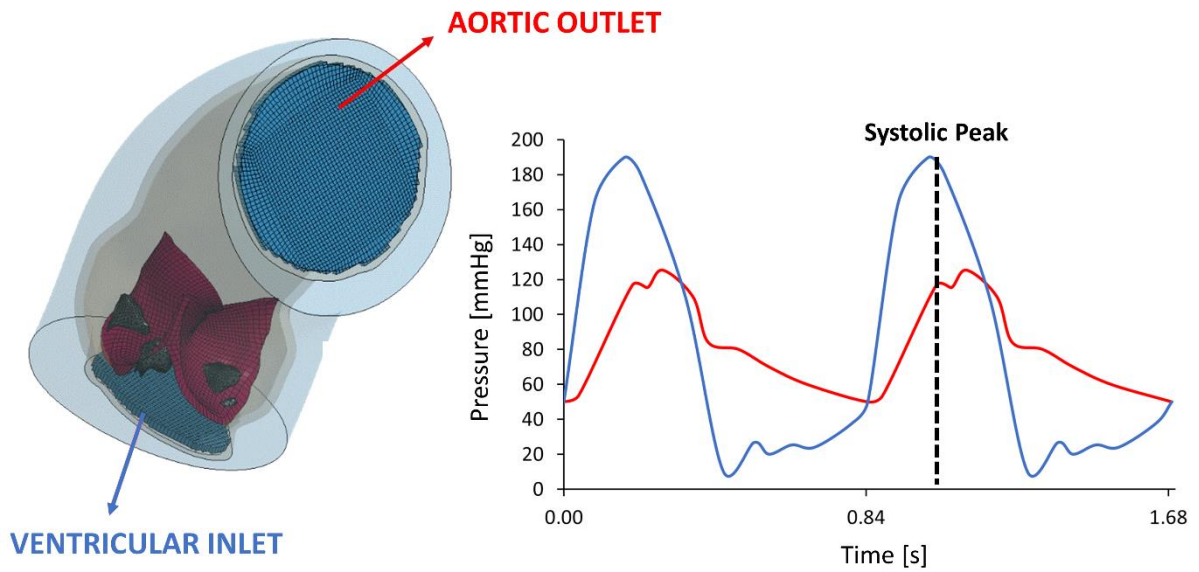 AORTIC OUTLET
VENTRICULAR INLET
Systolic Peak
Pressure [mmHg]
200
180
160
140
120
100
80
60
40
20
0
0.00
0.84
1.68
Time [s]